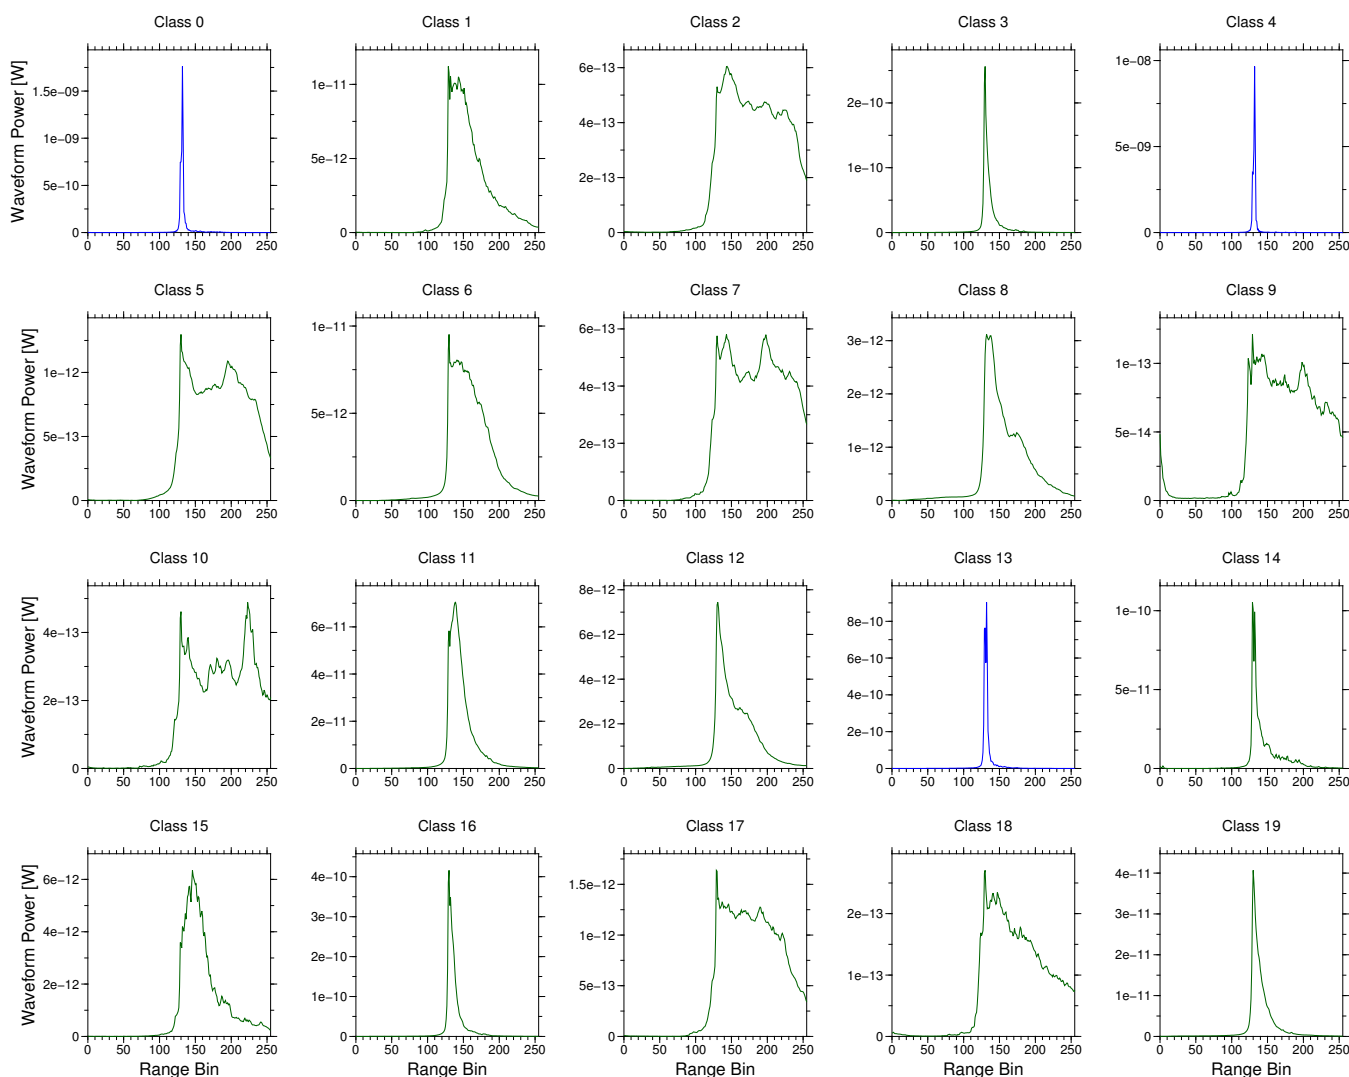 Class 0
Class 1
Class 2
Class 3
Class 4
Waveform Power [W]
1.5e−09
1e−09
5e−10
0
0 50 100 150 200 250
1e−11
5e−12
0
0 50 100 150 200 250
6e−13
4e−13
2e−13
0
0 50 100 150 200 250
2e−10
1e−10
0
0 50 100 150 200 250
1e−08
5e−09
0
0 50 100 150 200 250
Class 5
Class 6
Class 7
Class 8
Class 9
Waveform Power [W]
1e−12
5e−13
0
0 50 100 150 200 250
1e−11
5e−12
0
0 50 100 150 200 250
6e−13
4e−13
2e−13
0
0 50 100 150 200 250
3e−12
2e−12
1e−12
0
0 50 100 150 200 250
1e−13
5e−14
0
0 50 100 150 200 250
Class 10
Class 11
Class 12
Class 13
Class 14
Waveform Power [W]
4e−13
2e−13
0
0 50 100 150 200 250
6e−11
4e−11
2e−11
0
0 50 100 150 200 250
8e−12
6e−12
4e−12
2e−12
0
0 50 100 150 200 250
8e−10
6e−10
4e−10
2e−10
0
0 50 100 150 200 250
1e−10
5e−11
0
0 50 100 150 200 250
Class 15
Class 16
Class 17
Class 18
Class 19
Waveform Power [W]
6e−12
4e−12
2e−12
0
0 50 100 150 200 250
Range Bin
4e−10
3e−10
2e−10
1e−10
0
0 50 100 150 200 250
Range Bin
1.5e−12
1e−12
5e−13
0
0 50 100 150 200 250
Range Bin
2e−13
1e−13
0
0 50 100 150 200 250
Range Bin
4e−11
3e−11
2e−11
1e−11
0
0 50 100 150 200 250
Range Bin